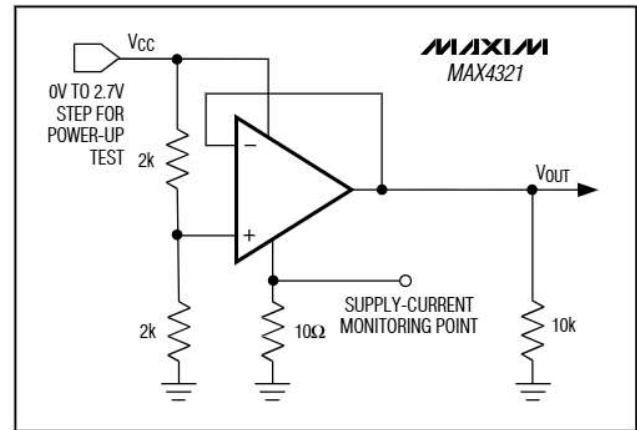 VCC
MAXIM
MAX4321
0V TO 2.7V
STEP FOR
POWER-UP
TEST
2k
−
+
VOUT
SUPPLY-CURRENT
MONITORING POINT
2k
10Ω
10k